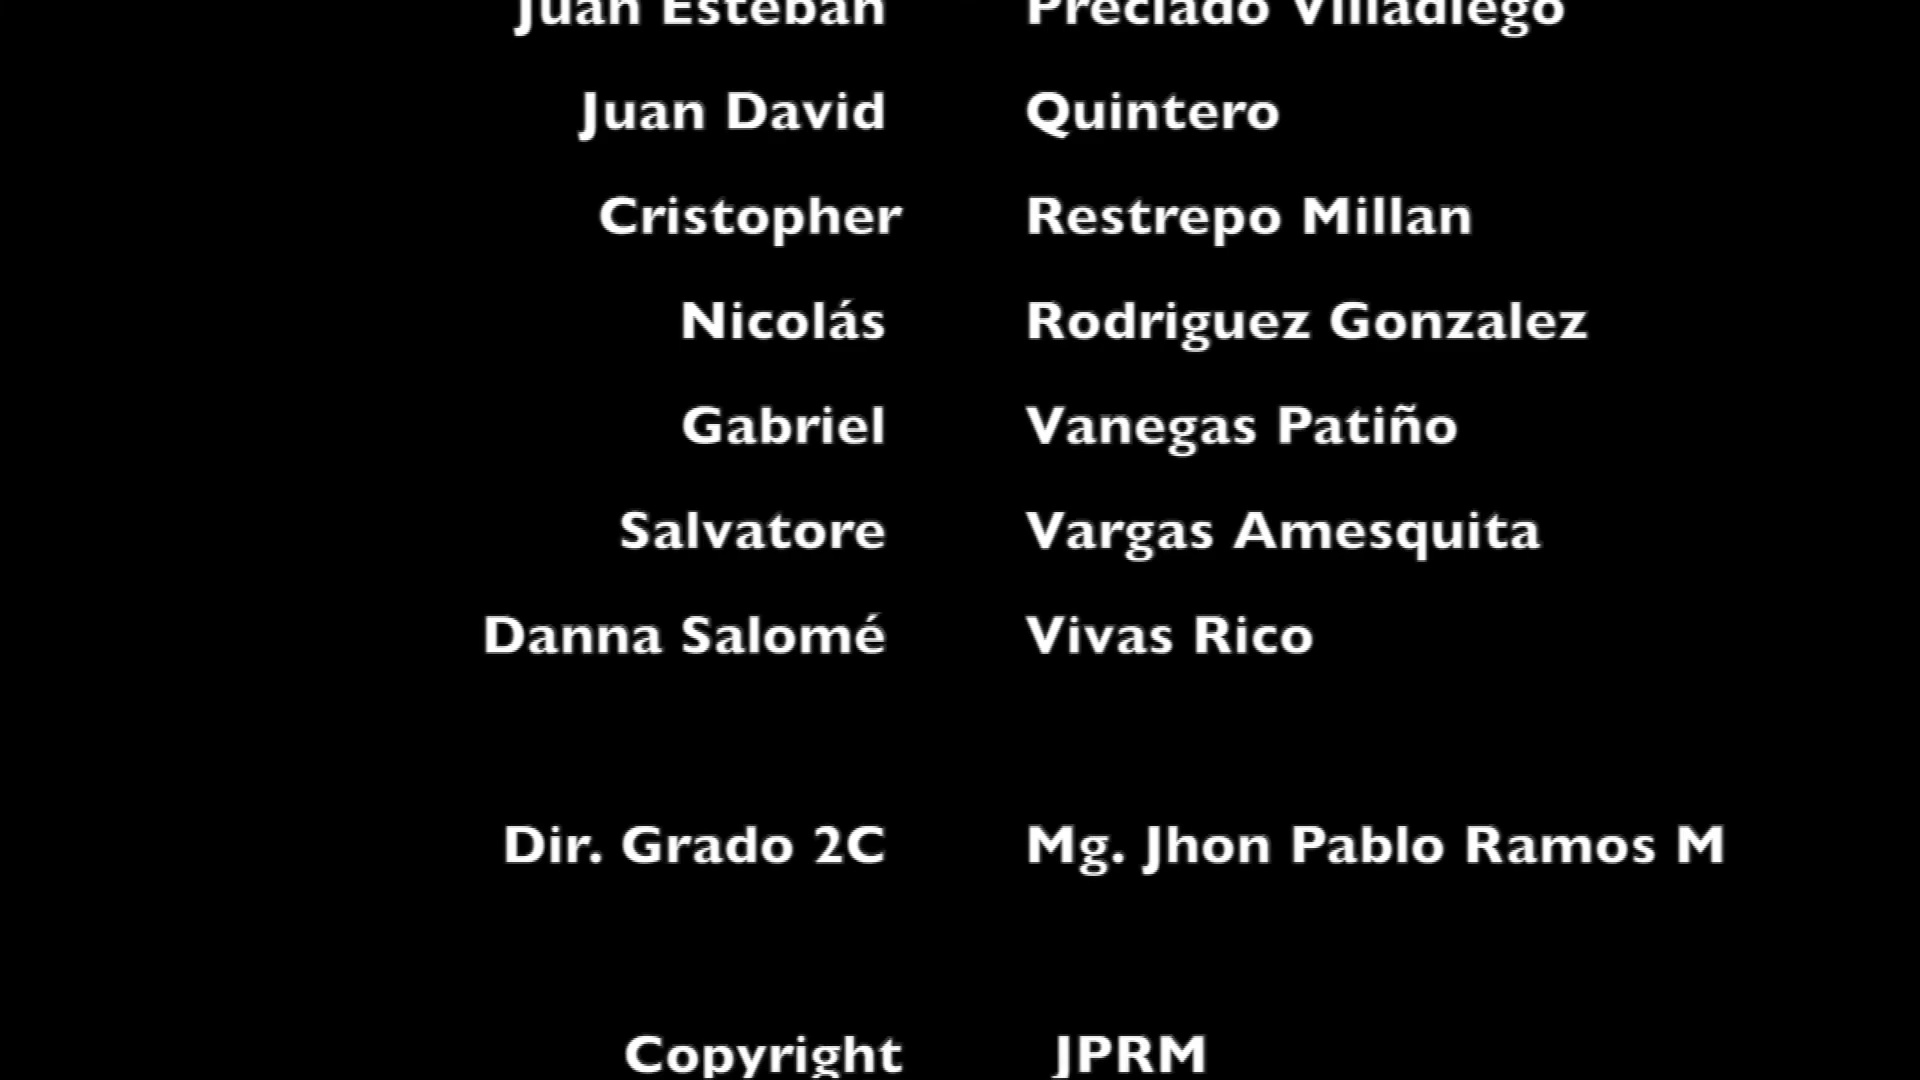 Juan Esteban Preciado Villadiego
Juan David Quintero
Cristopher Restrepo Millan
Nicolás Rodriguez Gonzalez
Gabriel Vanegas Patiño
Salvatore Vargas Amesquita
Danna Salomé Vivas Rico
Dir. Grado 2C Mg. Jhon Pablo Ramos M
Copyright JPRM